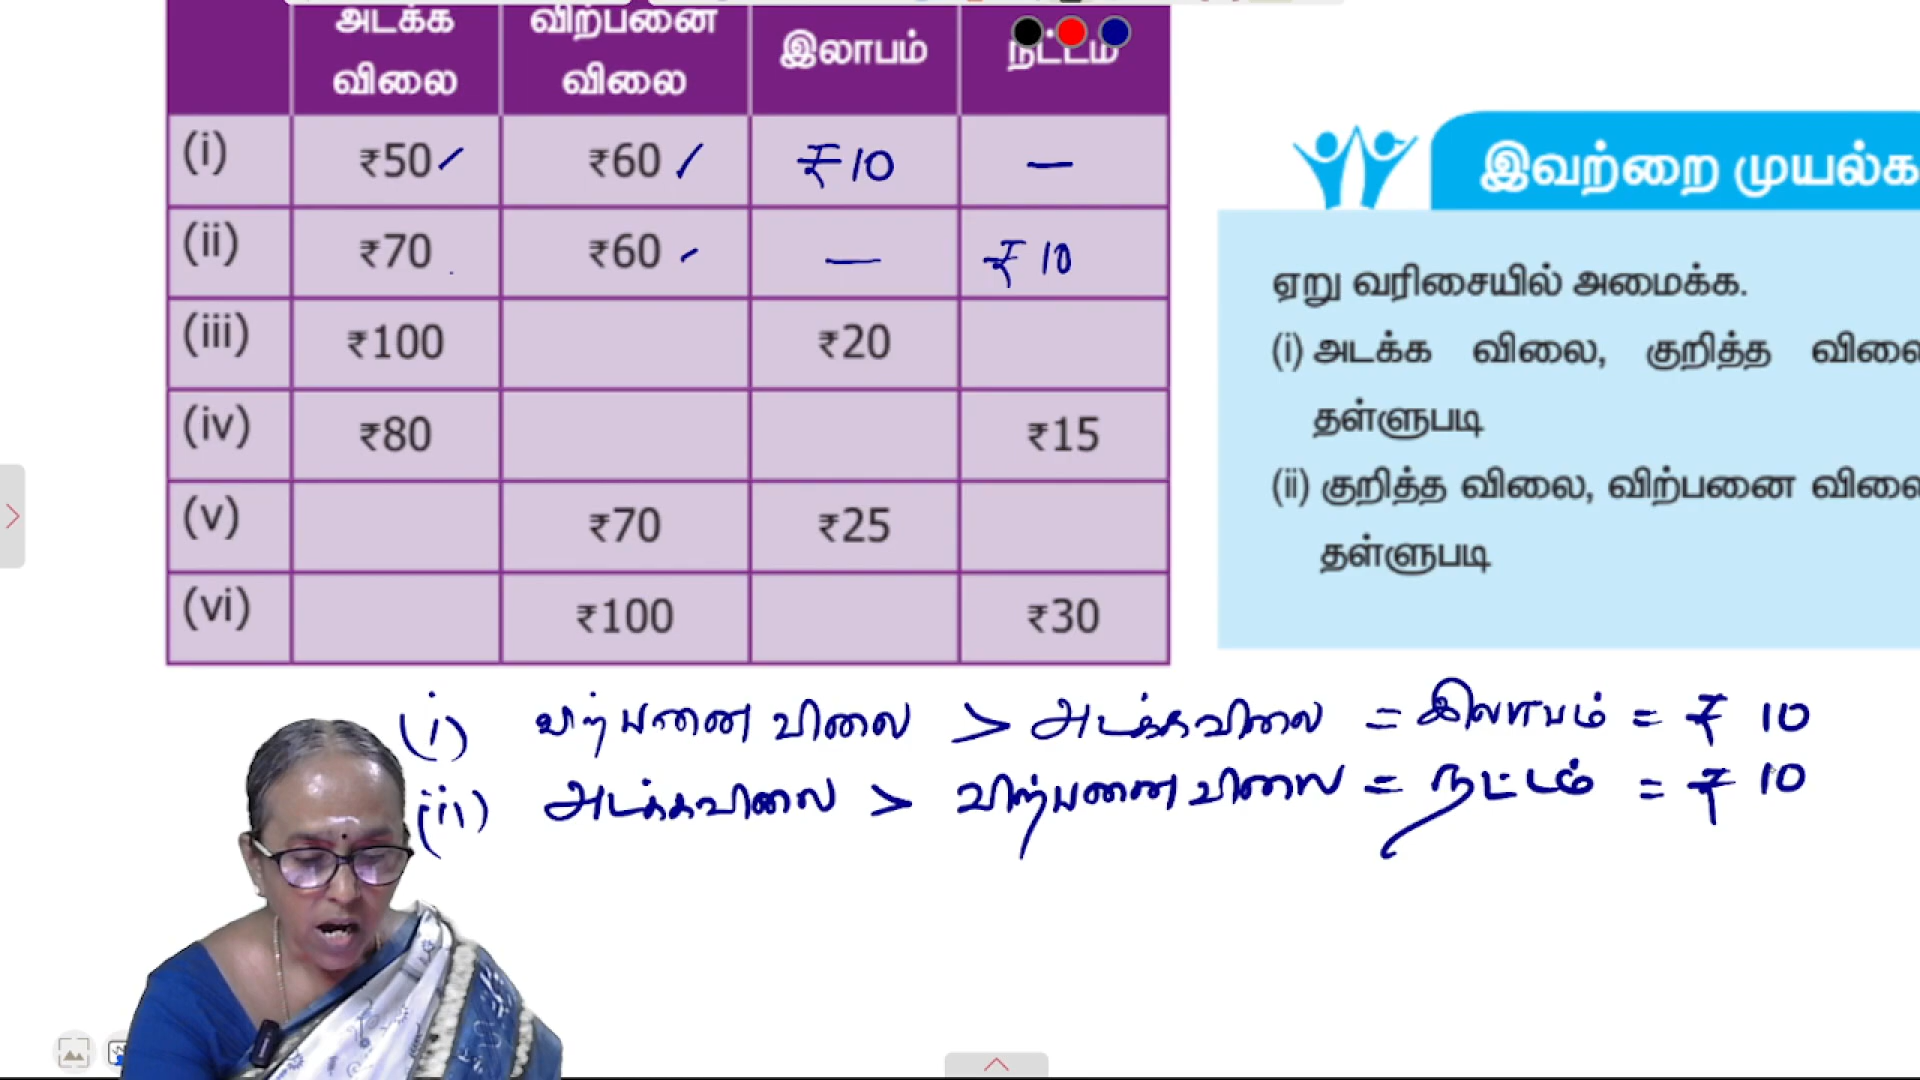 அடக்க விலை விற்பனை விலை இலாபம் நட்டம்
(i) ₹50 ₹60 ₹10 —
(ii) ₹70 ₹60 — ₹10
(iii) ₹100 ₹20
(iv) ₹80 ₹15
(v) ₹70 ₹25
(vi) ₹100 ₹30
இவற்றை முயல்க
ஏறு வரிசையில் அமைக்க.
(i) அடக்க விலை, குறித்த விலை
தள்ளுபடி
(ii) குறித்த விலை, விற்பனை விலை
தள்ளுபடி
(i) விற்பனை விலை > அடக்கவிலை = இலாபம் = ₹ 10
(ii) அடக்கவிலை > விற்பனை விலை = நட்டம் = ₹ 10